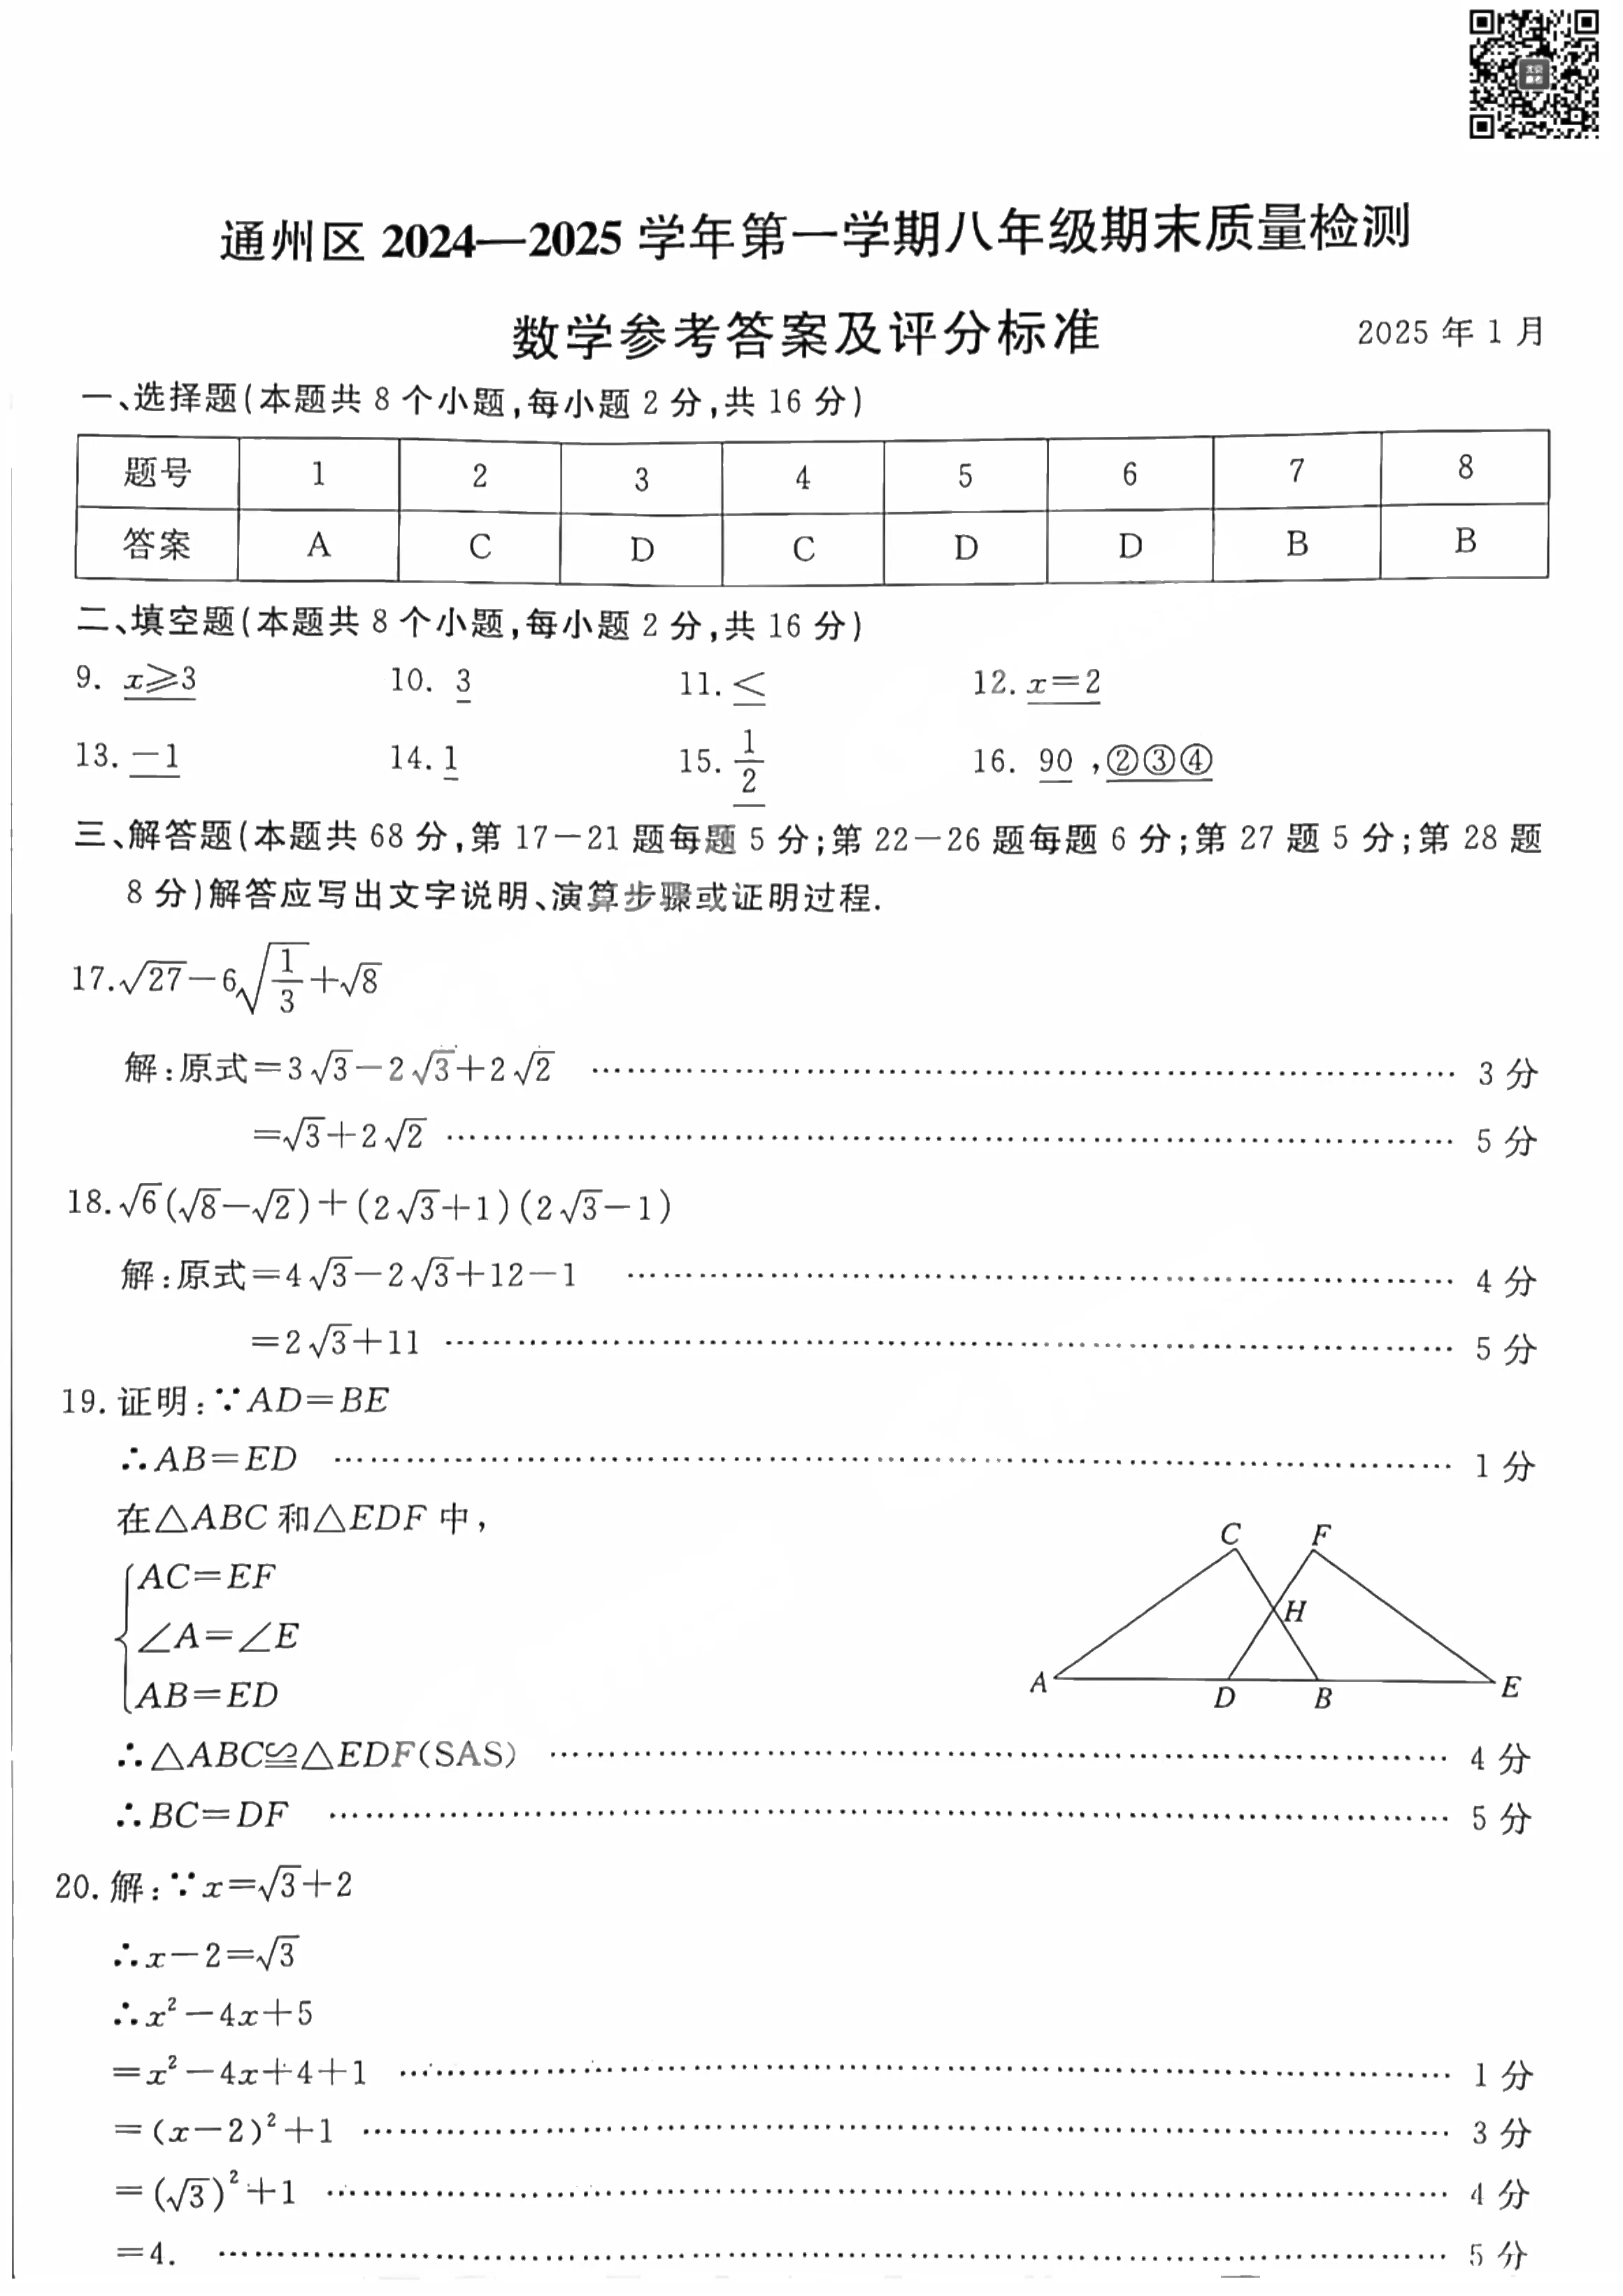 通州区 2024—2025 学年第一学期八年级期末质量检测
数学参考答案及评分标准 2025 年 1 月
一、选择题(本题共 8 个小题,每小题 2 分,共 16 分)
题号 1 2 3 4 5 6 7 8
答案 A C D C D D B B
二、填空题(本题共 8 个小题,每小题 2 分,共 16 分)
9. x⩾3 10. 3 11. < 12. x=2
13. −1 14. 1 15. 1/2 16. 90 ,②③④
三、解答题(本题共 68 分,第 17−21 题每题 5 分;第 22−26 题每题 6 分;第 27 题 5 分;第 28 题
8 分)解答应写出文字说明、演算步骤或证明过程.
17. √27−6√(1/3)+√8
解:原式=3√3−2√3+2√2 ………… 3 分
=√3+2√2 ………… 5 分
18. √6(√8−√2)+(2√3+1)(2√3−1)
解:原式=4√3−2√3+12−1 ………… 4 分
=2√3+11 ………… 5 分
19. 证明:∵AD=BE
∴AB=ED ………… 1 分
在△ABC 和△EDF 中,
AC=EF
∠A=∠E
AB=ED
C F
H
A D B E
∴△ABC≌△EDF(SAS) ………… 4 分
∴BC=DF ………… 5 分
20. 解:∵x=√3+2
∴x−2=√3
∴x²−4x+5
=x²−4x+4+1 ………… 1 分
=(x−2)²+1 ………… 3 分
=(√3)²+1 ………… 4 分
=4. ………… 5 分